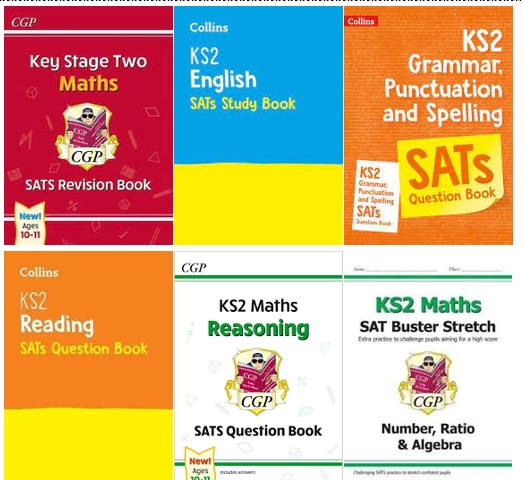 CGP
Key Stage Two
Maths
CGP
SATS Revision Book
New!
Ages
10-11
Collins
KS2
English
SATs Study Book
Collins
KS2
Grammar,
Punctuation
and Spelling
KS2
Grammar,
Punctuation
and Spelling
SATs
Question Book
SATs
Question Book
Collins
KS2
Reading
SATs Question Book
CGP
KS2 Maths
Reasoning
CGP
SATS Question Book
New!
Ages
10-11
Includes answers
Name: Class:
KS2 Maths
SAT Buster Stretch
Extra practice to challenge pupils aiming for a high score
CGP
Number, Ratio
& Algebra
Challenging SATS practice to stretch confident pupils